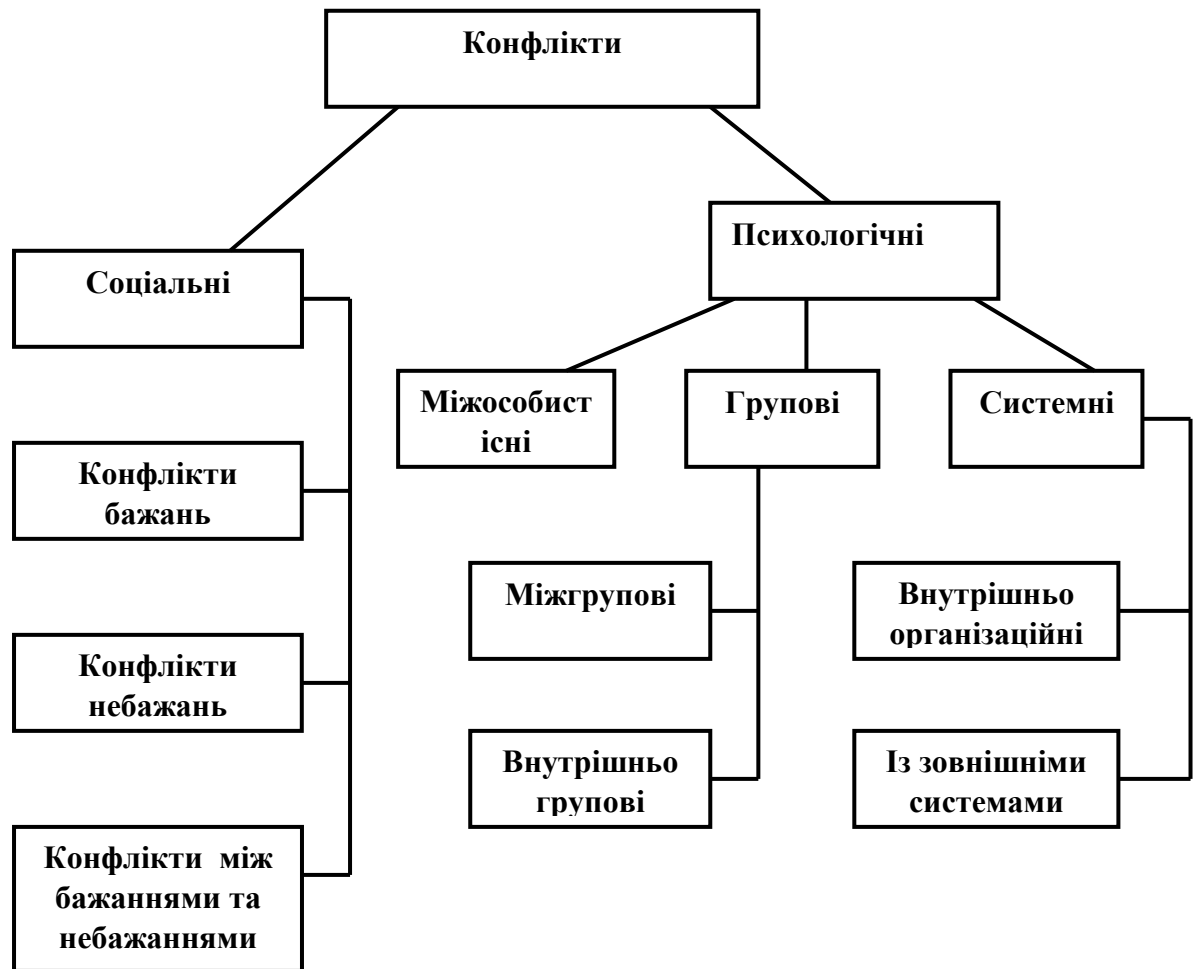 Конфлікти
Психологічні
Соціальні
Міжособист
існі
Групові
Системні
Конфлікти
бажань
Міжгрупові
Внутрішньо
організаційні
Конфлікти
небажань
Внутрішньо
групові
Із зовнішніми
системами
Конфлікти між
бажаннями та
небажаннями